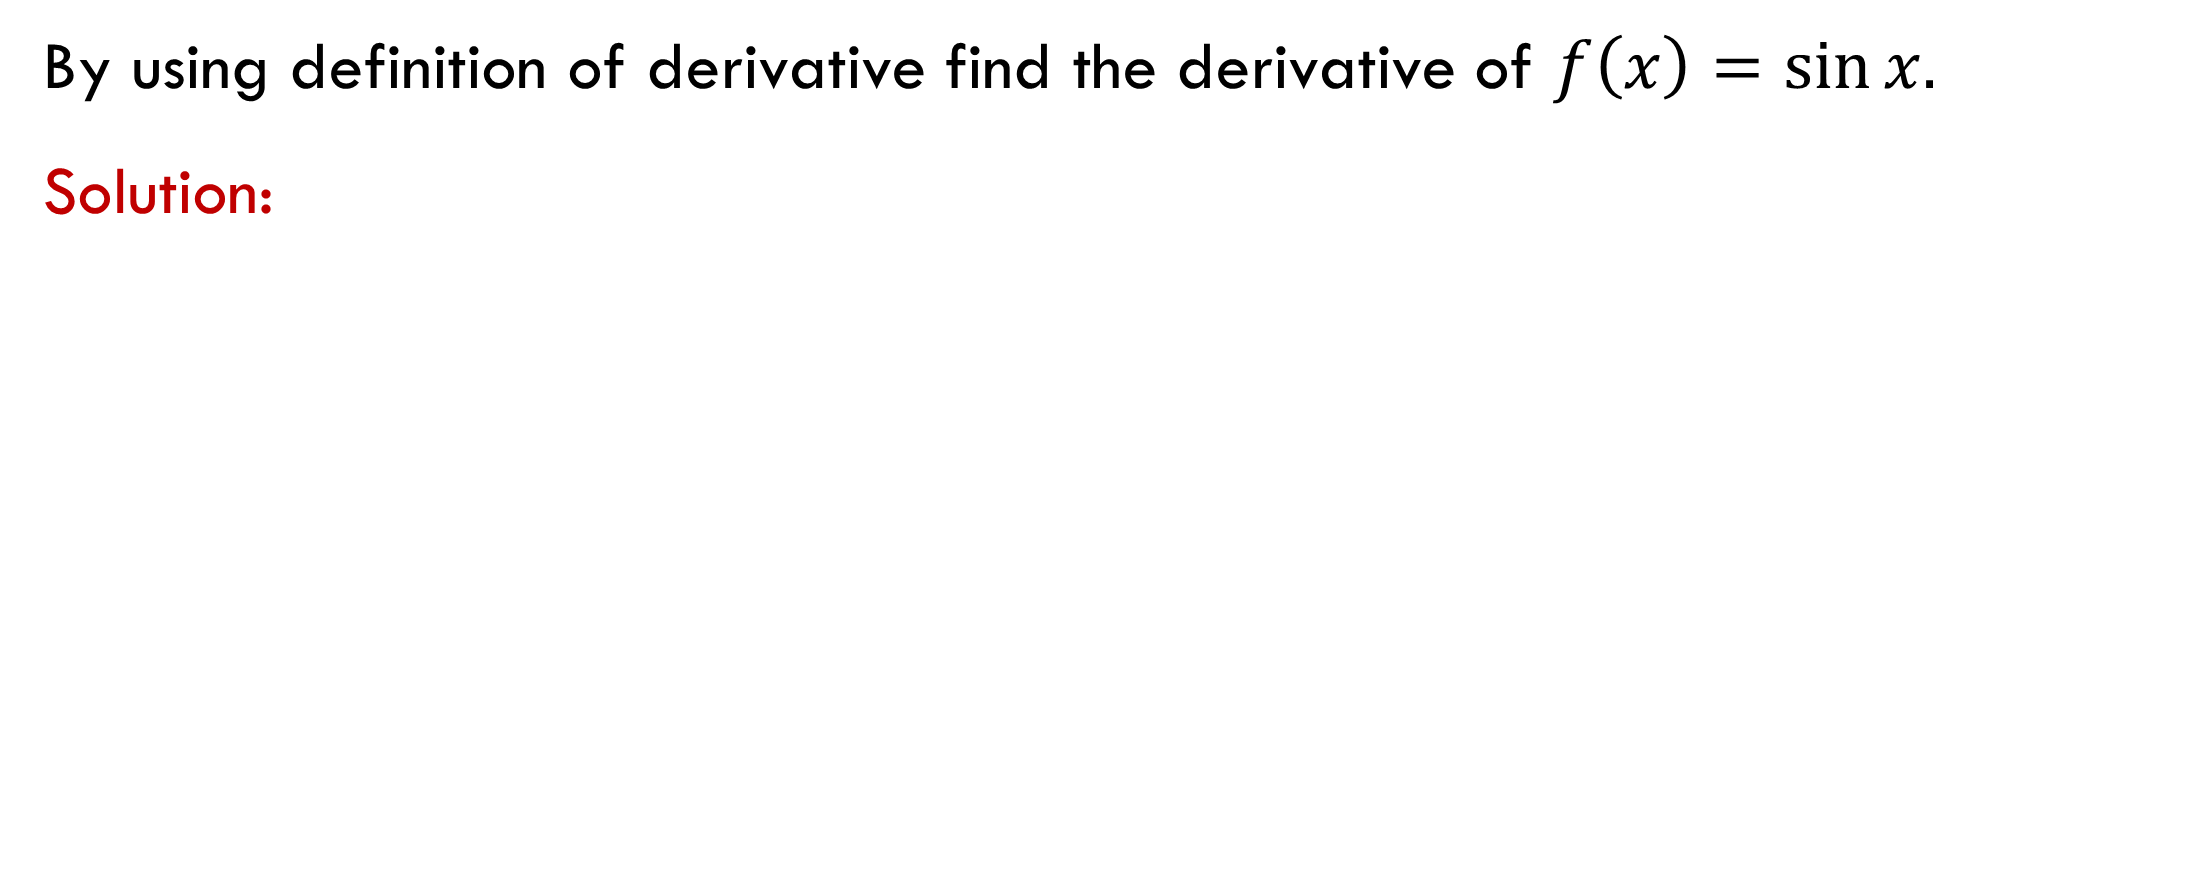 By using definition of derivative find the derivative of 𝑓(𝑥) = sin 𝑥.
Solution: